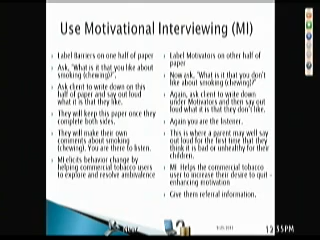 Use Motivational Interviewing (MI)
Label Barriers on one half of paper
Ask, "What is it that you like about
smoking (chewing)?",
Ask client to write down on this
half of paper and say out loud
what it is that they like.
They will keep this paper once they
complete both sides.
They will make their own
comments about smoking
(chewing). You are there to listen.
MI elicits behavior change by
helping commercial tobacco users
to explore and resolve ambivalence
Label Motivators on other half of
paper
Now ask, "What is it that you don't
like about smoking (chewing)?"
Again, ask client to write down
under Motivators and then say out
loud what it is that they don't like.
Again you are the listener.
This is where a parent may well say
out loud for the first time that they
think it is bad or unhealthy for their
children.
MI Helps the commercial tobacco
user to increase their desire to quit -
enhancing motivation
Give them referral information.